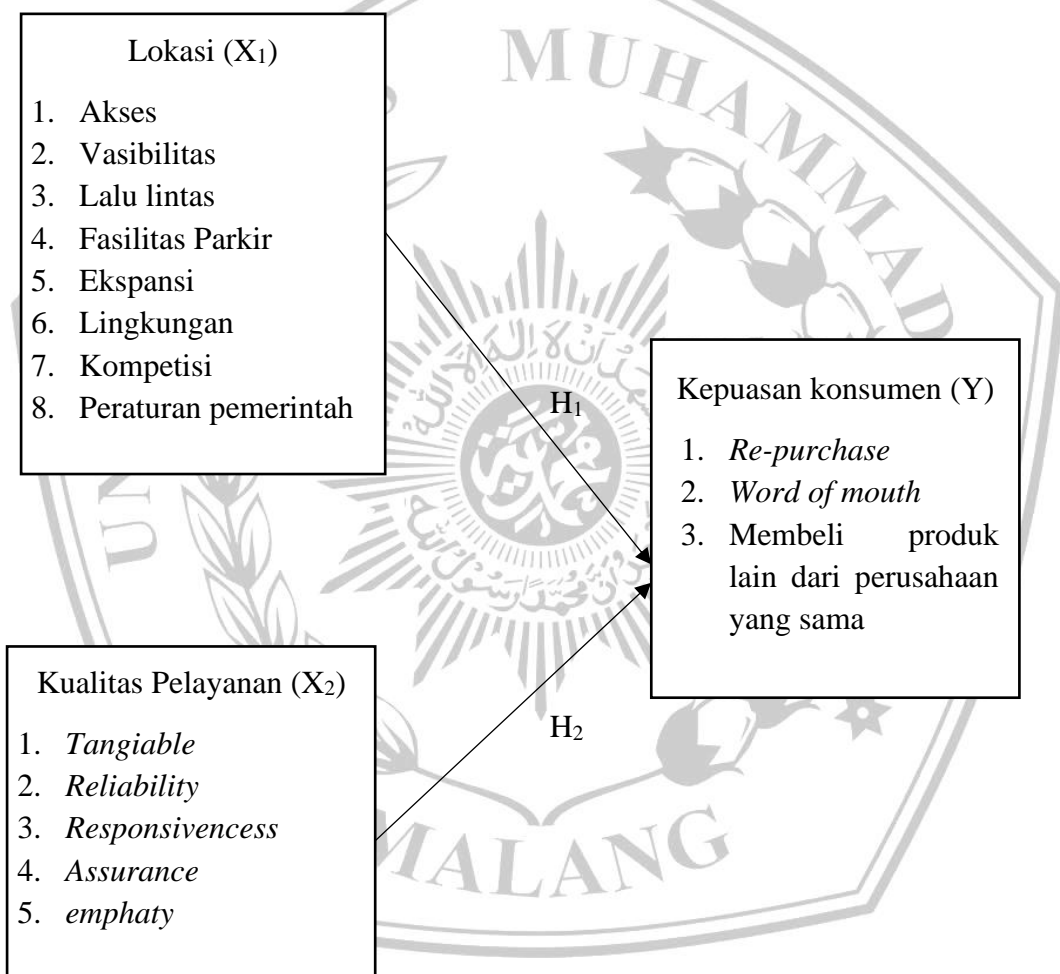 Lokasi (X₁)
1. Akses
2. Vasibilitas
3. Lalu lintas
4. Fasilitas Parkir
5. Ekspansi
6. Lingkungan
7. Kompetisi
8. Peraturan pemerintah
H₁
Kepuasan konsumen (Y)
1. Re-purchase
2. Word of mouth
3. Membeli produk
lain dari perusahaan
yang sama
Kualitas Pelayanan (X₂)
1. Tangiable
2. Reliability
3. Responsivencess
4. Assurance
5. emphaty
H₂
MUHAMMAD
UN
MALANG